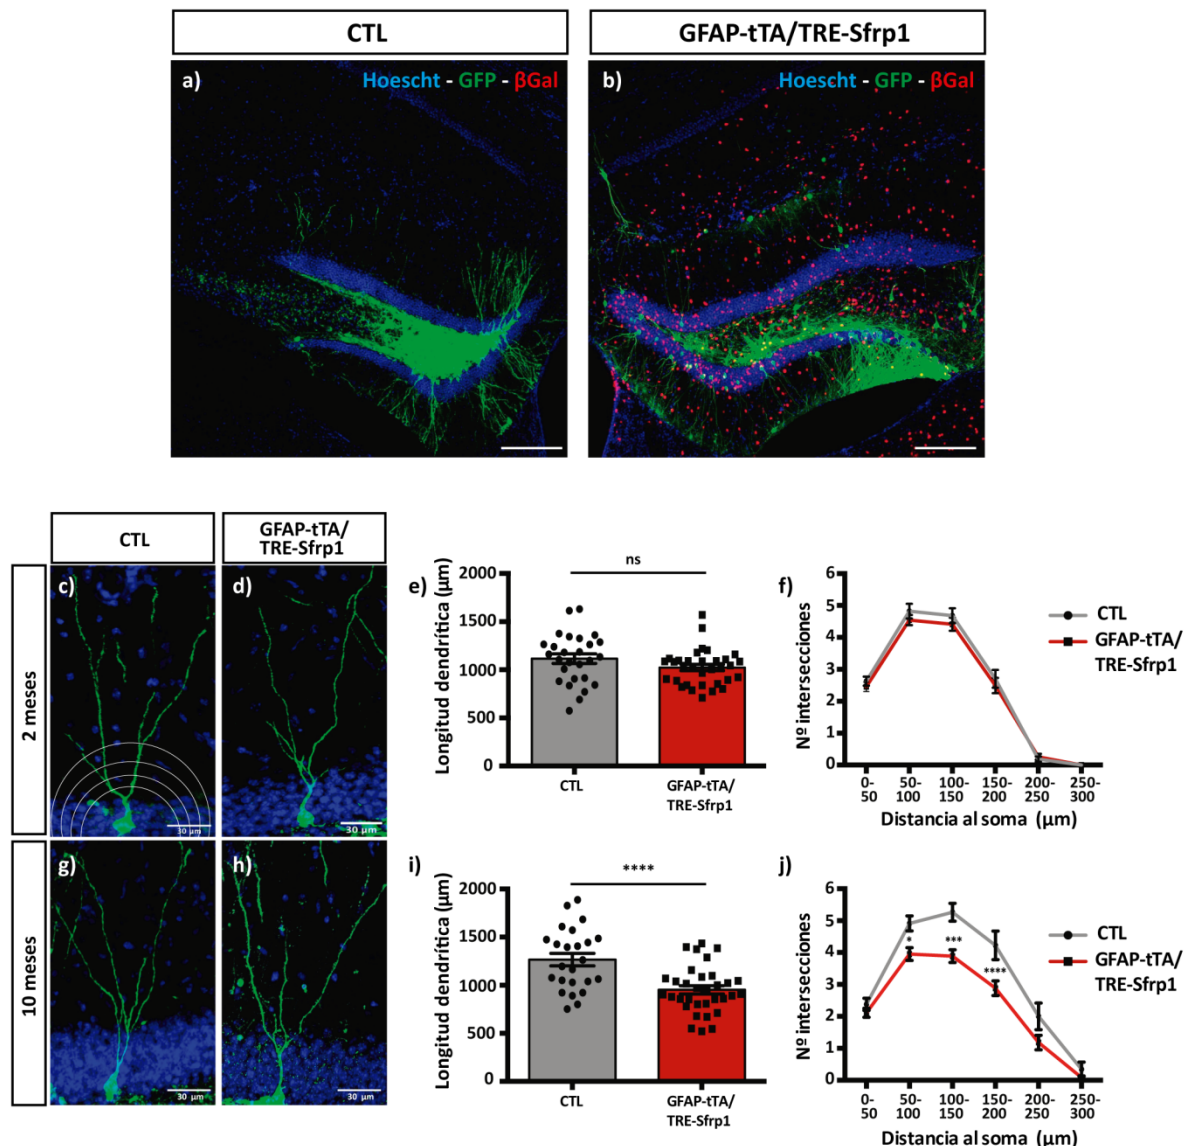 CTL
GFAP-tTA/TRE-Sfrp1
a)
Hoescht - GFP - βGal
b)
Hoescht - GFP - βGal
CTL
GFAP-tTA/
TRE-Sfrp1
2 meses
c)
30 µm
d)
30 µm
e)
Longitud dendrítica (µm)
2000
1500
1000
500
0
ns
CTL
GFAP-tTA/
TRE-Sfrp1
f)
Nº intersecciones
6
5
4
3
2
1
0
CTL
GFAP-tTA/
TRE-Sfrp1
0-
50
50-
100
100-
150
150-
200
200-
250
250-
300
Distancia al soma (µm)
10 meses
g)
30 µm
h)
30 µm
i)
Longitud dendrítica (µm)
2000
1500
1000
500
0
****
CTL
GFAP-tTA/
TRE-Sfrp1
j)
Nº intersecciones
6
5
4
3
2
1
0
*
***
****
CTL
GFAP-tTA/
TRE-Sfrp1
0-
50
50-
100
100-
150
150-
200
200-
250
250-
300
Distancia al soma (µm)